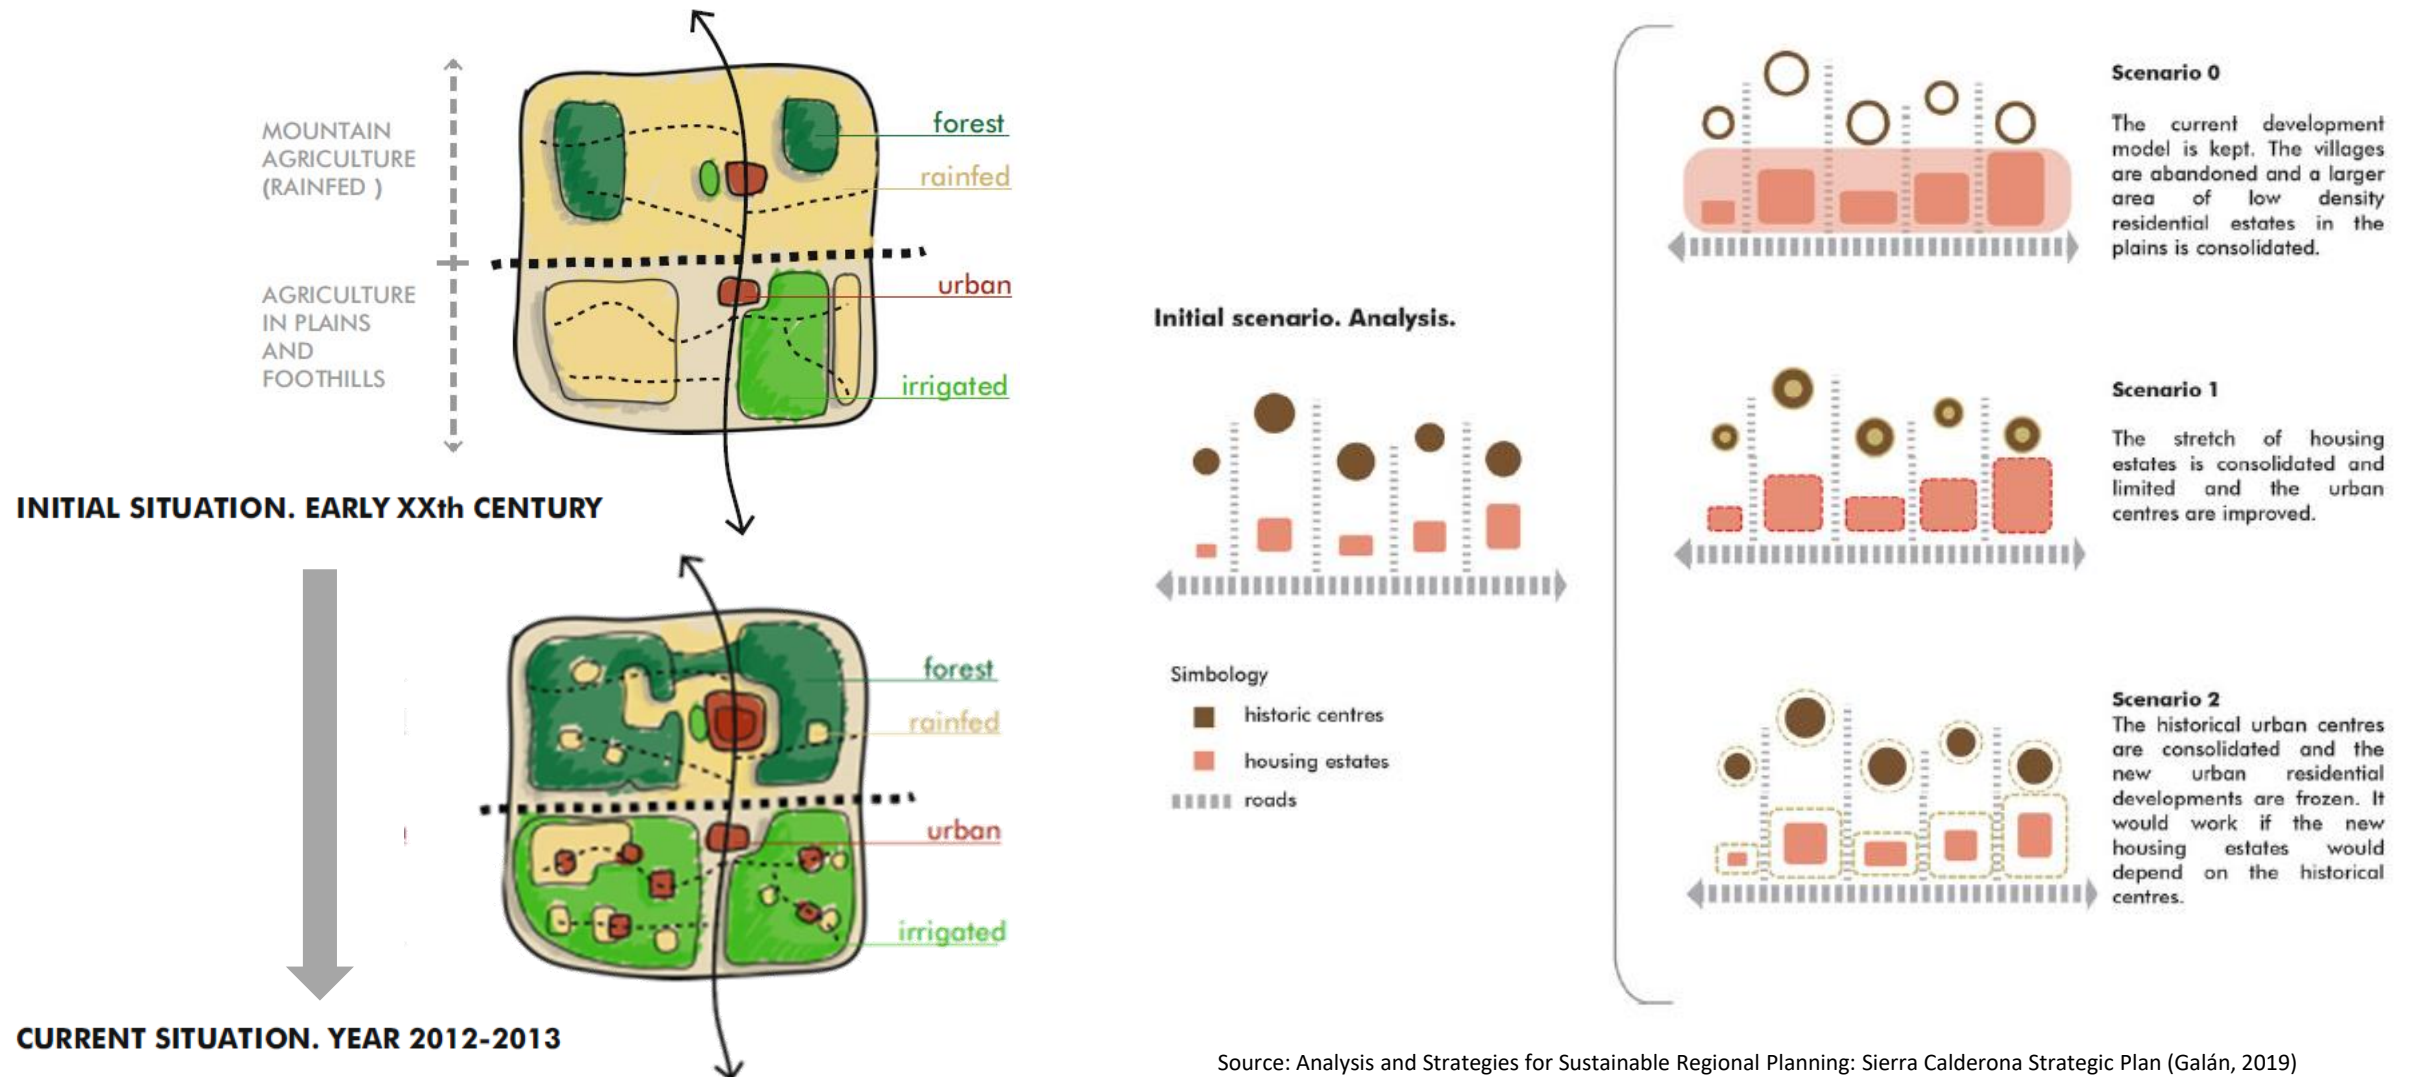 MOUNTAIN
AGRICULTURE
(RAINFED )
AGRICULTURE
IN PLAINS
AND
FOOTHILLS
forest
rainfed
urban
irrigated
INITIAL SITUATION. EARLY XXth CENTURY
forest
rainfed
urban
irrigated
CURRENT SITUATION. YEAR 2012-2013
Initial scenario. Analysis.
Simbology
historic centres
housing estates
roads
Scenario 0
The current development
model is kept. The villages
are abandoned and a larger
area of low density
residential estates in the
plains is consolidated.
Scenario 1
The stretch of housing
estates is consolidated and
limited and the urban
centres are improved.
Scenario 2
The historical urban centres
are consolidated and the
new urban residential
developments are frozen. It
would work if the new
housing estates would
depend on the historical
centres.
Source: Analysis and Strategies for Sustainable Regional Planning: Sierra Calderona Strategic Plan (Galán, 2019)